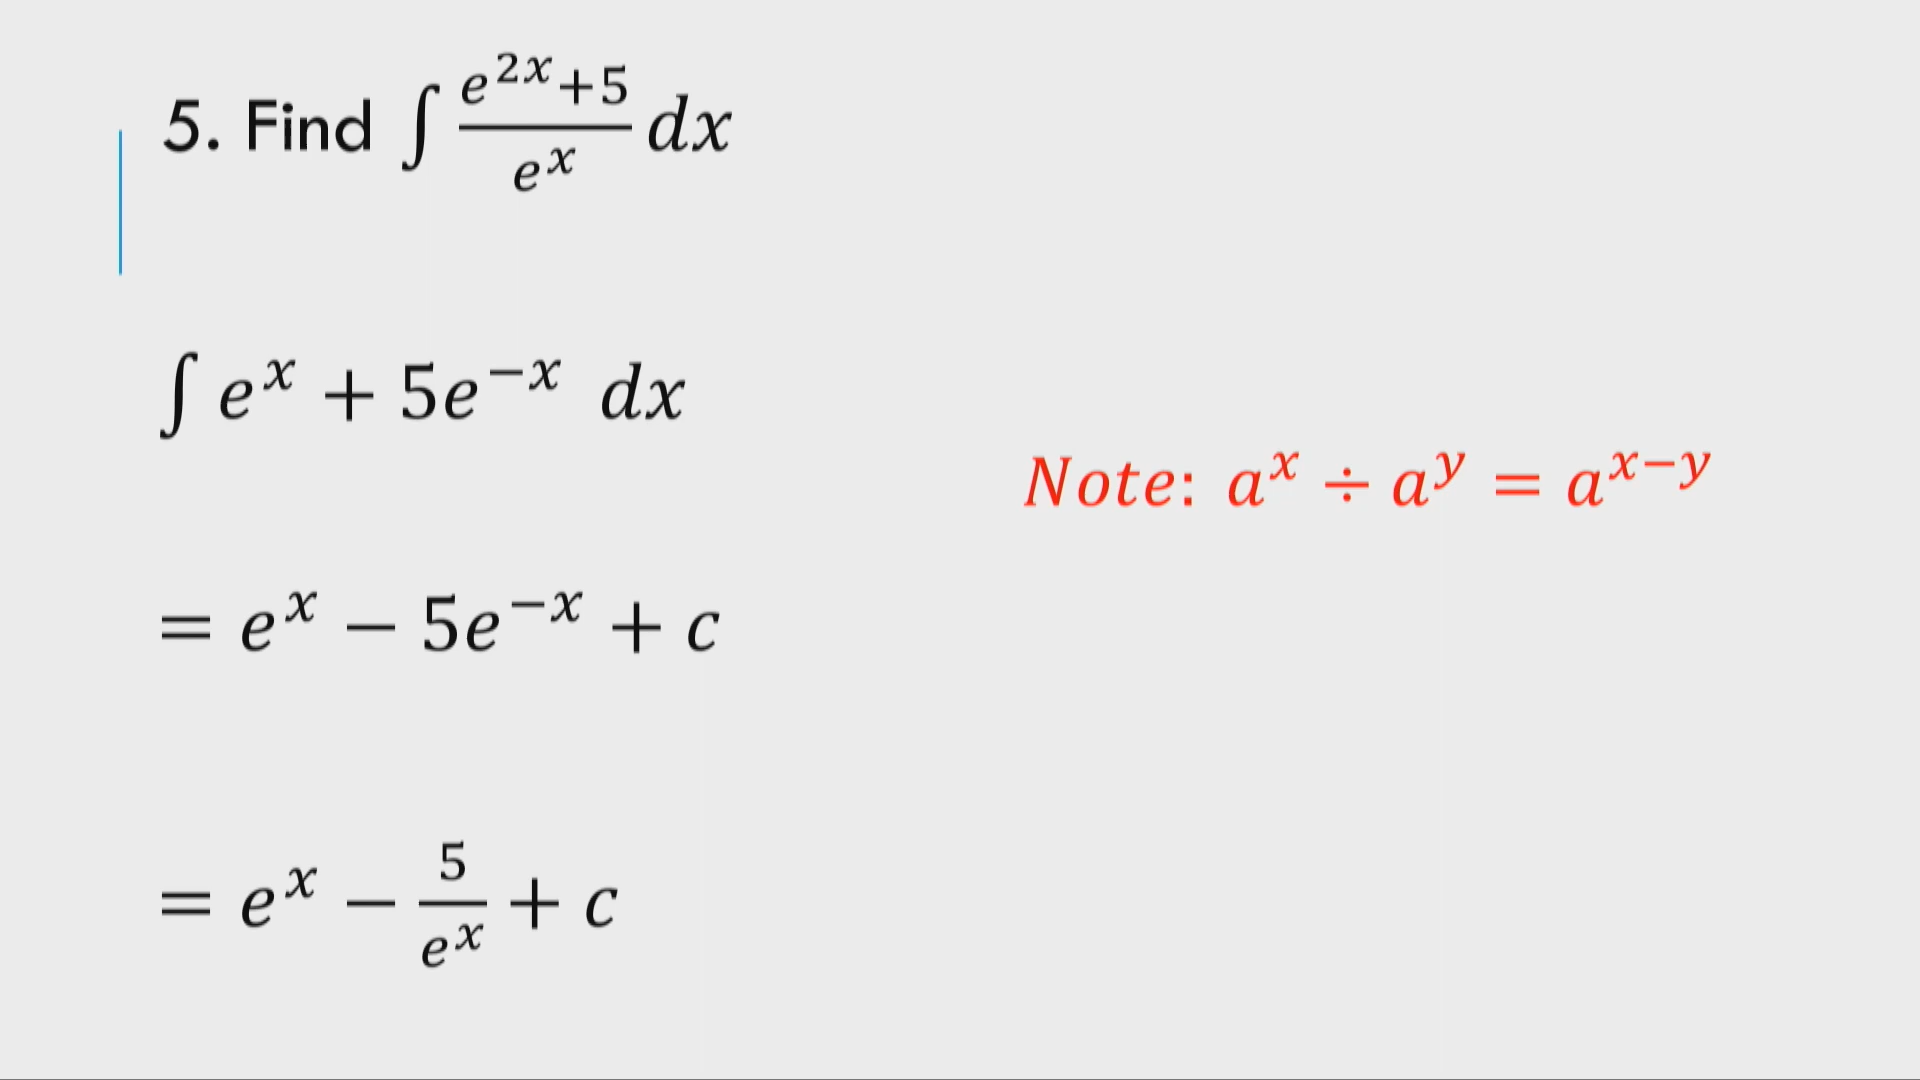 5. Find ∫ (e^{2x}+5)/(e^x) dx
∫ e^x + 5e^{−x} dx
Note: a^x ÷ a^y = a^{x−y}
= e^x − 5e^{−x} + c
= e^x − 5/(e^x) + c